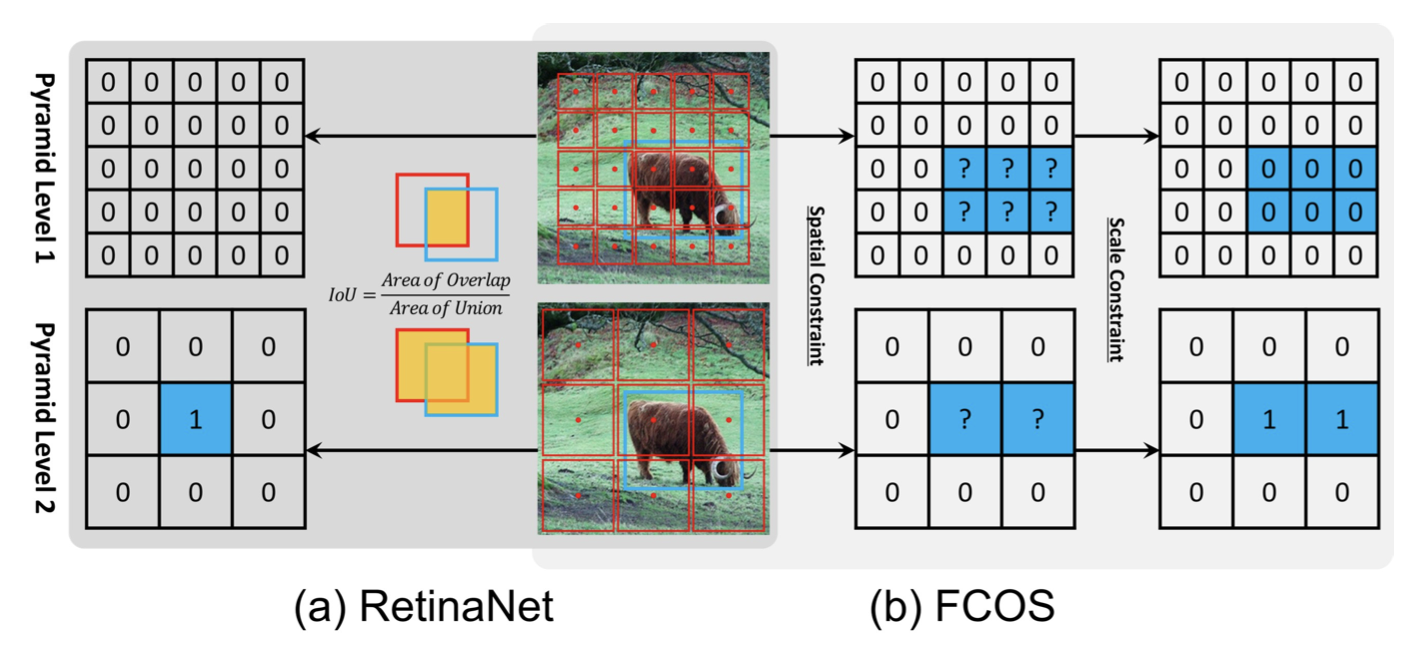 Pyramid Level 1
0 0 0 0 0
0 0 0 0 0
0 0 0 0 0
0 0 0 0 0
0 0 0 0 0
IoU = Area of Overlap / Area of Union
0 0 0 0 0
0 0 0 0 0
0 0 ? ? ?
0 0 ? ? ?
0 0 0 0 0
0 0 0 0 0
0 0 0 0 0
0 0 0 0 0
0 0 0 0 0
0 0 0 0 0
Spatial Constraint
Scale Constraint
Pyramid Level 2
0 0 0
0 1 0
0 0 0
0 0 0
0 ? ?
0 0 0
0 0 0
0 1 1
0 0 0
(a) RetinaNet
(b) FCOS